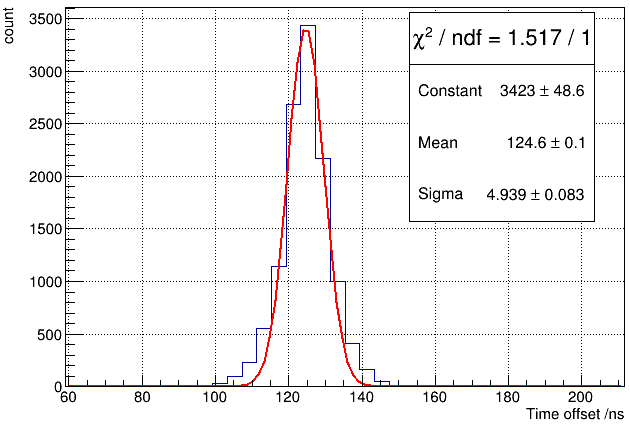 count
3500
3000
2500
2000
1500
1000
500
0
60 80 100 120 140 160 180 200
Time offset /ns
χ² / ndf = 1.517 / 1
Constant 3423 ± 48.6
Mean 124.6 ± 0.1
Sigma 4.939 ± 0.083